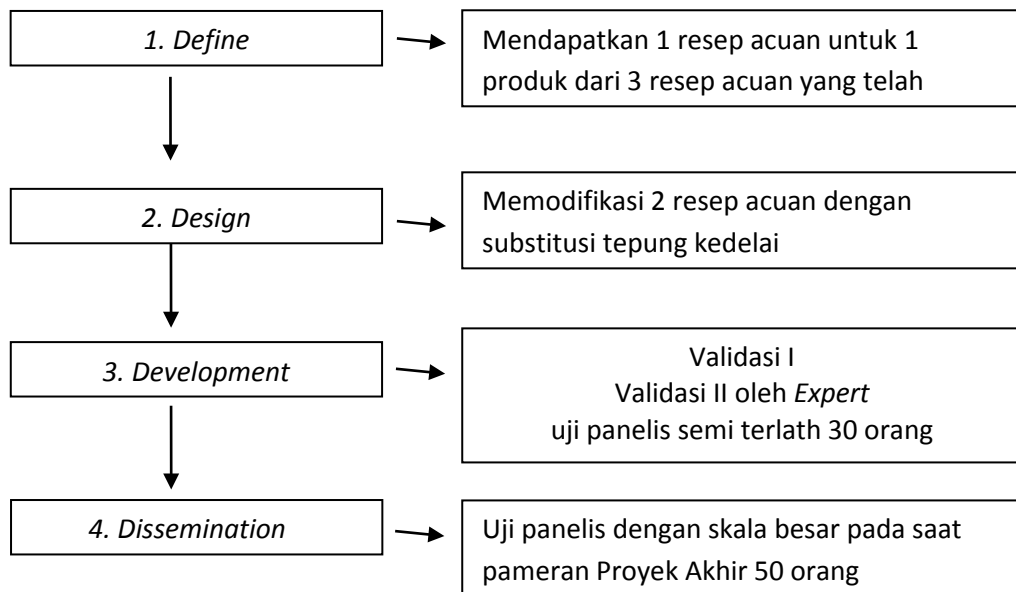 1. Define
Mendapatkan 1 resep acuan untuk 1
produk dari 3 resep acuan yang telah
2. Design
Memodifikasi 2 resep acuan dengan
substitusi tepung kedelai
3. Development
Validasi I
Validasi II oleh Expert
uji panelis semi terlath 30 orang
4. Dissemination
Uji panelis dengan skala besar pada saat
pameran Proyek Akhir 50 orang